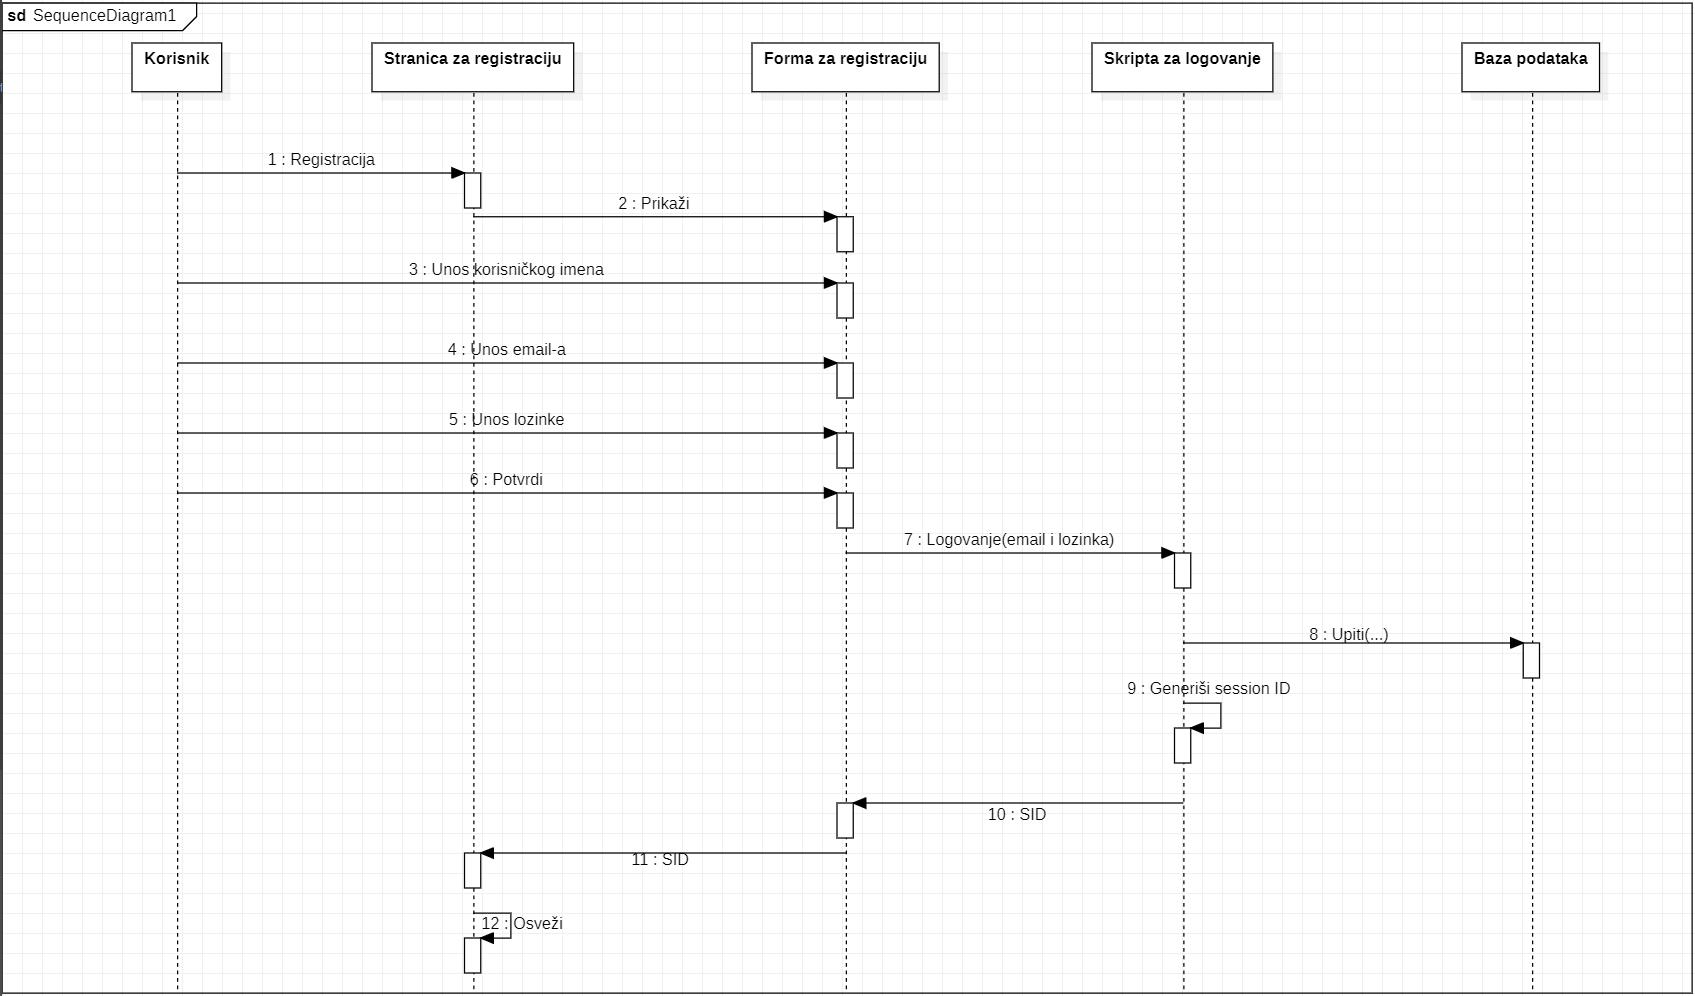 sd SequenceDiagram1
Korisnik
Stranica za registraciju
Forma za registraciju
Skripta za logovanje
Baza podataka
1 : Registracija
2 : Prikaži
3 : Unos korisničkog imena
4 : Unos email-a
5 : Unos lozinke
6 : Potvrdi
7 : Logovanje(email i lozinka)
8 : Upiti(...)
9 : Generiši session ID
10 : SID
11 : SID
12 : Osveži